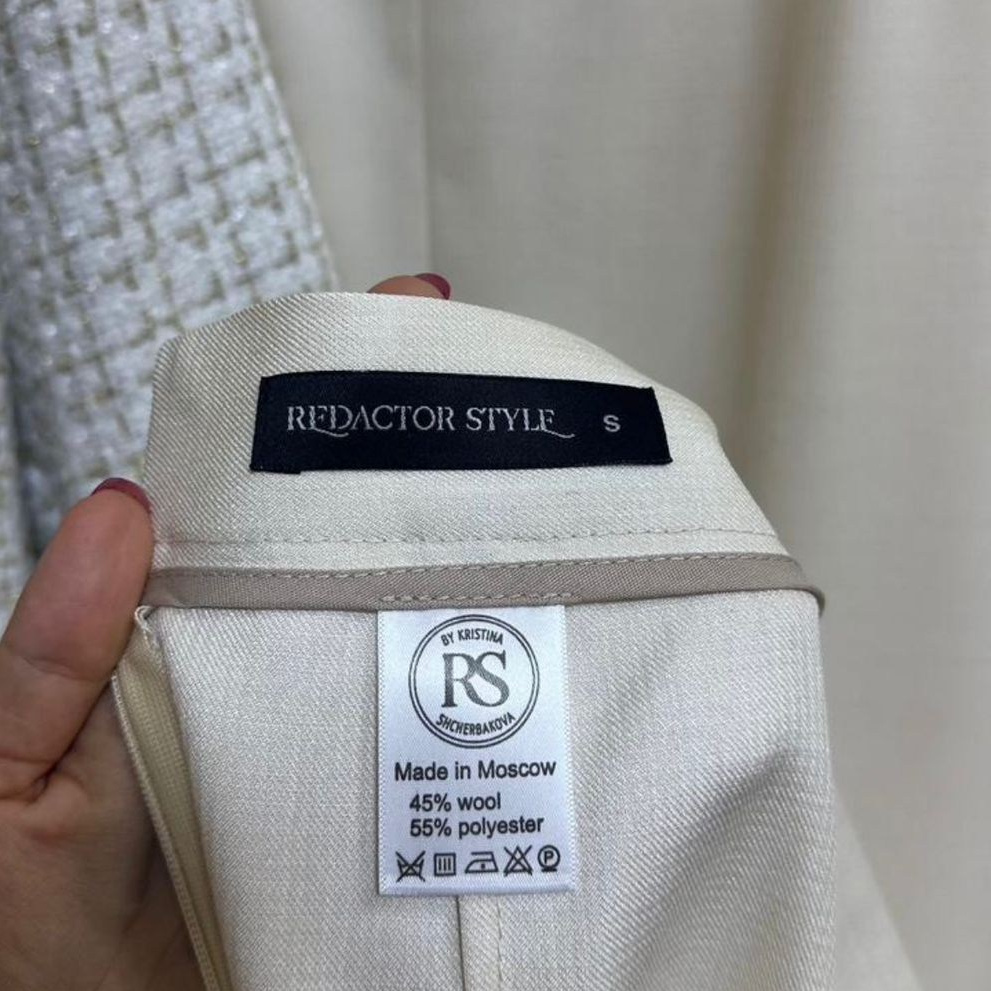 REDACTOR STYLE S
BY KRISTINA
RS
SHCHERBAKOVA
Made in Moscow
45% wool
55% polyester
P